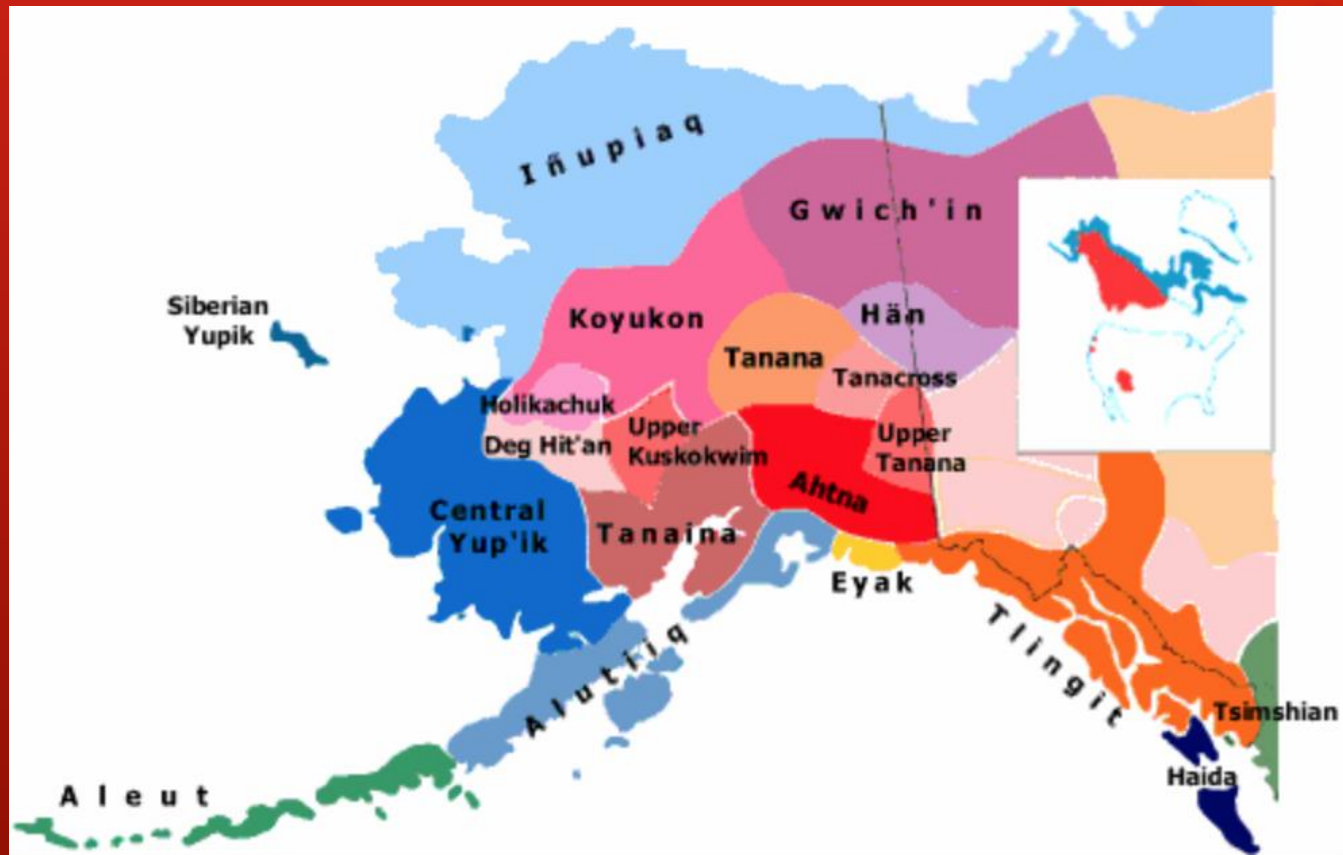 Iñupiaq
Gwich'in
Siberian
Yupik
Koyukon
Hän
Tanana
Tanacross
Holikachuk
Deg Hit'an
Upper
Kuskokwim
Upper
Tanana
Ahtna
Central
Yup'ik
Tanaina
Eyak
Alutiiq
Tlingit
Tsimshian
Haida
Aleut